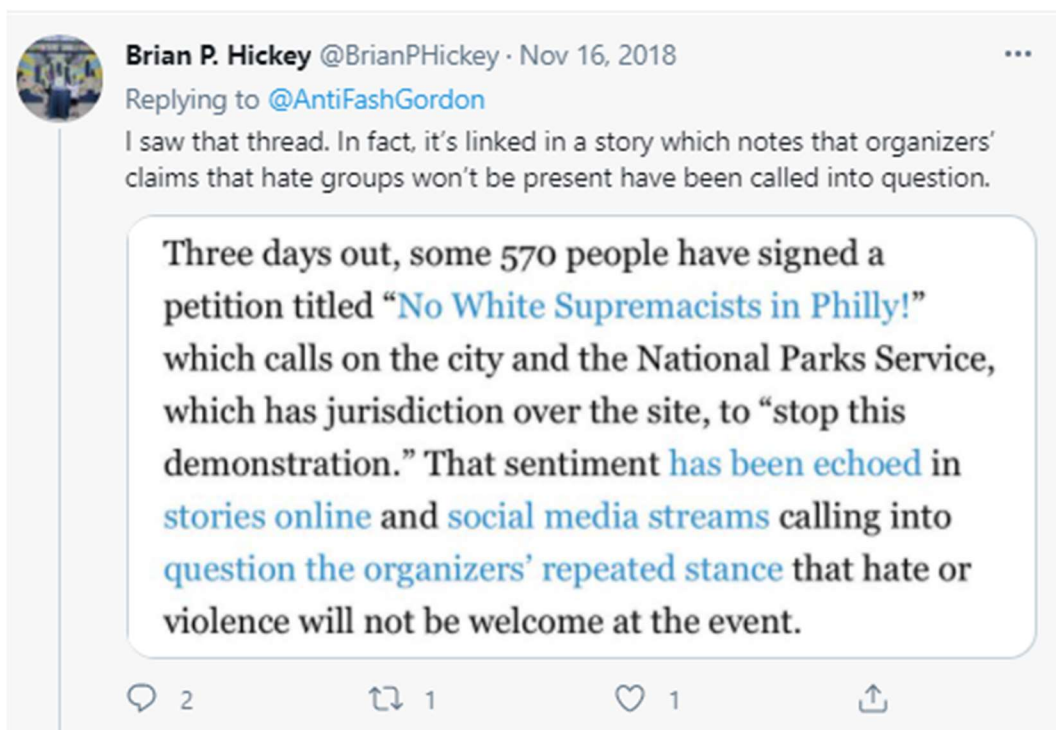 Brian P. Hickey @BrianPHickey · Nov 16, 2018 ...
Replying to @AntiFashGordon
I saw that thread. In fact, it's linked in a story which notes that organizers'
claims that hate groups won't be present have been called into question.
Three days out, some 570 people have signed a
petition titled “No White Supremacists in Philly!”
which calls on the city and the National Parks Service,
which has jurisdiction over the site, to “stop this
demonstration.” That sentiment has been echoed in
stories online and social media streams calling into
question the organizers’ repeated stance that hate or
violence will not be welcome at the event.
2 1 1